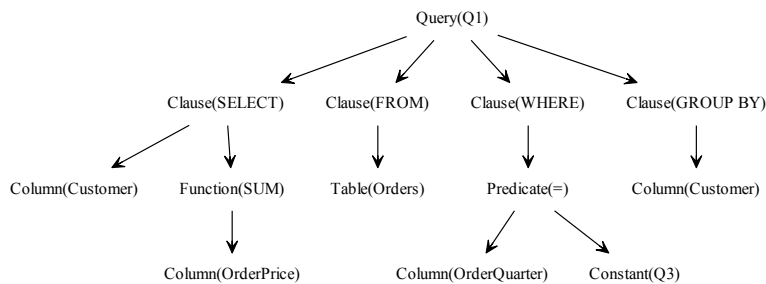 Query(Q1)
Clause(SELECT) Clause(FROM) Clause(WHERE) Clause(GROUP BY)
Column(Customer) Function(SUM) Table(Orders) Predicate(=) Column(Customer)
Column(OrderPrice) Column(OrderQuarter) Constant(Q3)